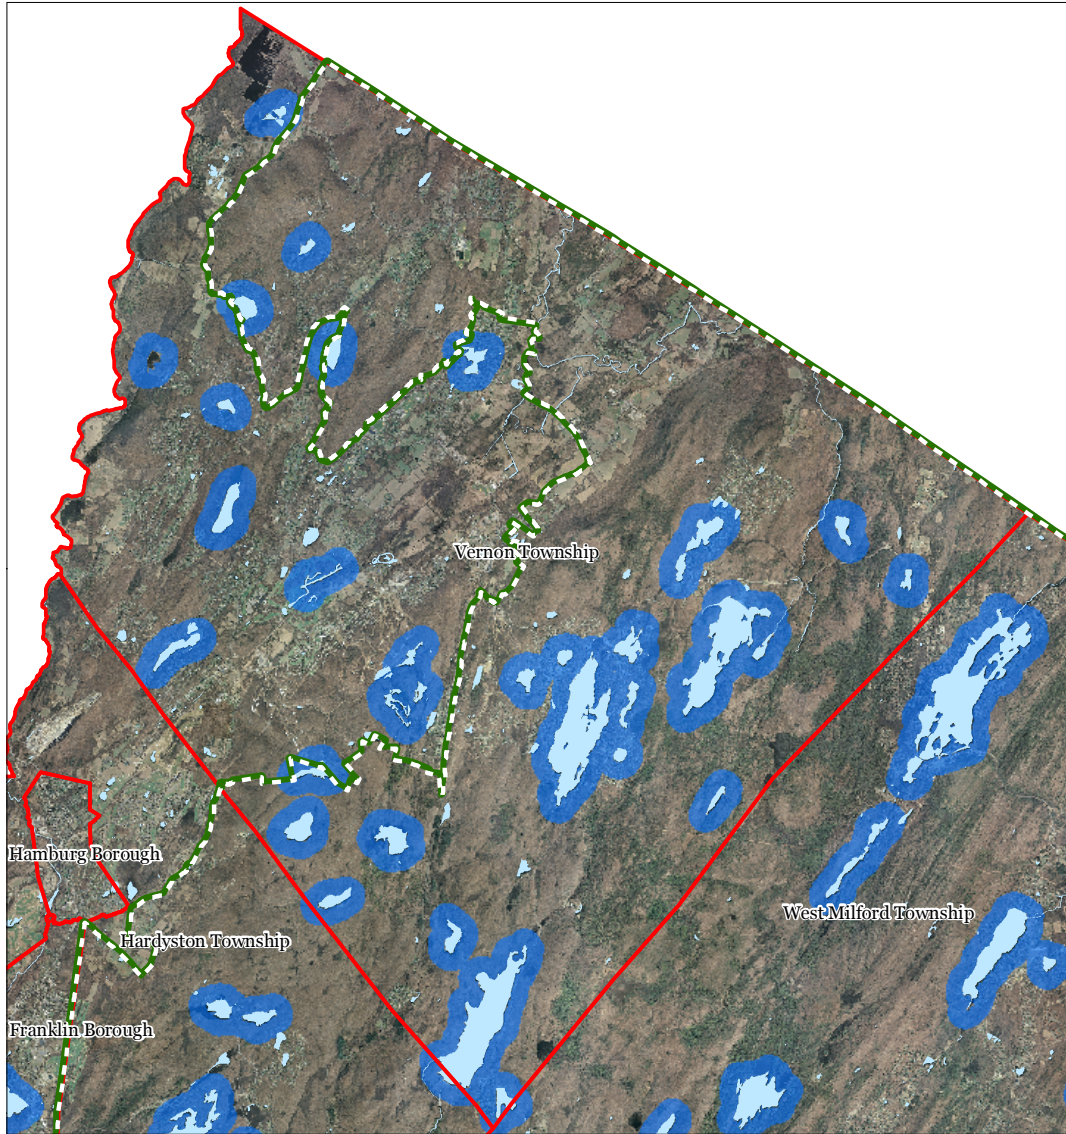 Vernon Township
Hamburg Borough
West Milford Township
Hardyston Township
Franklin Borough